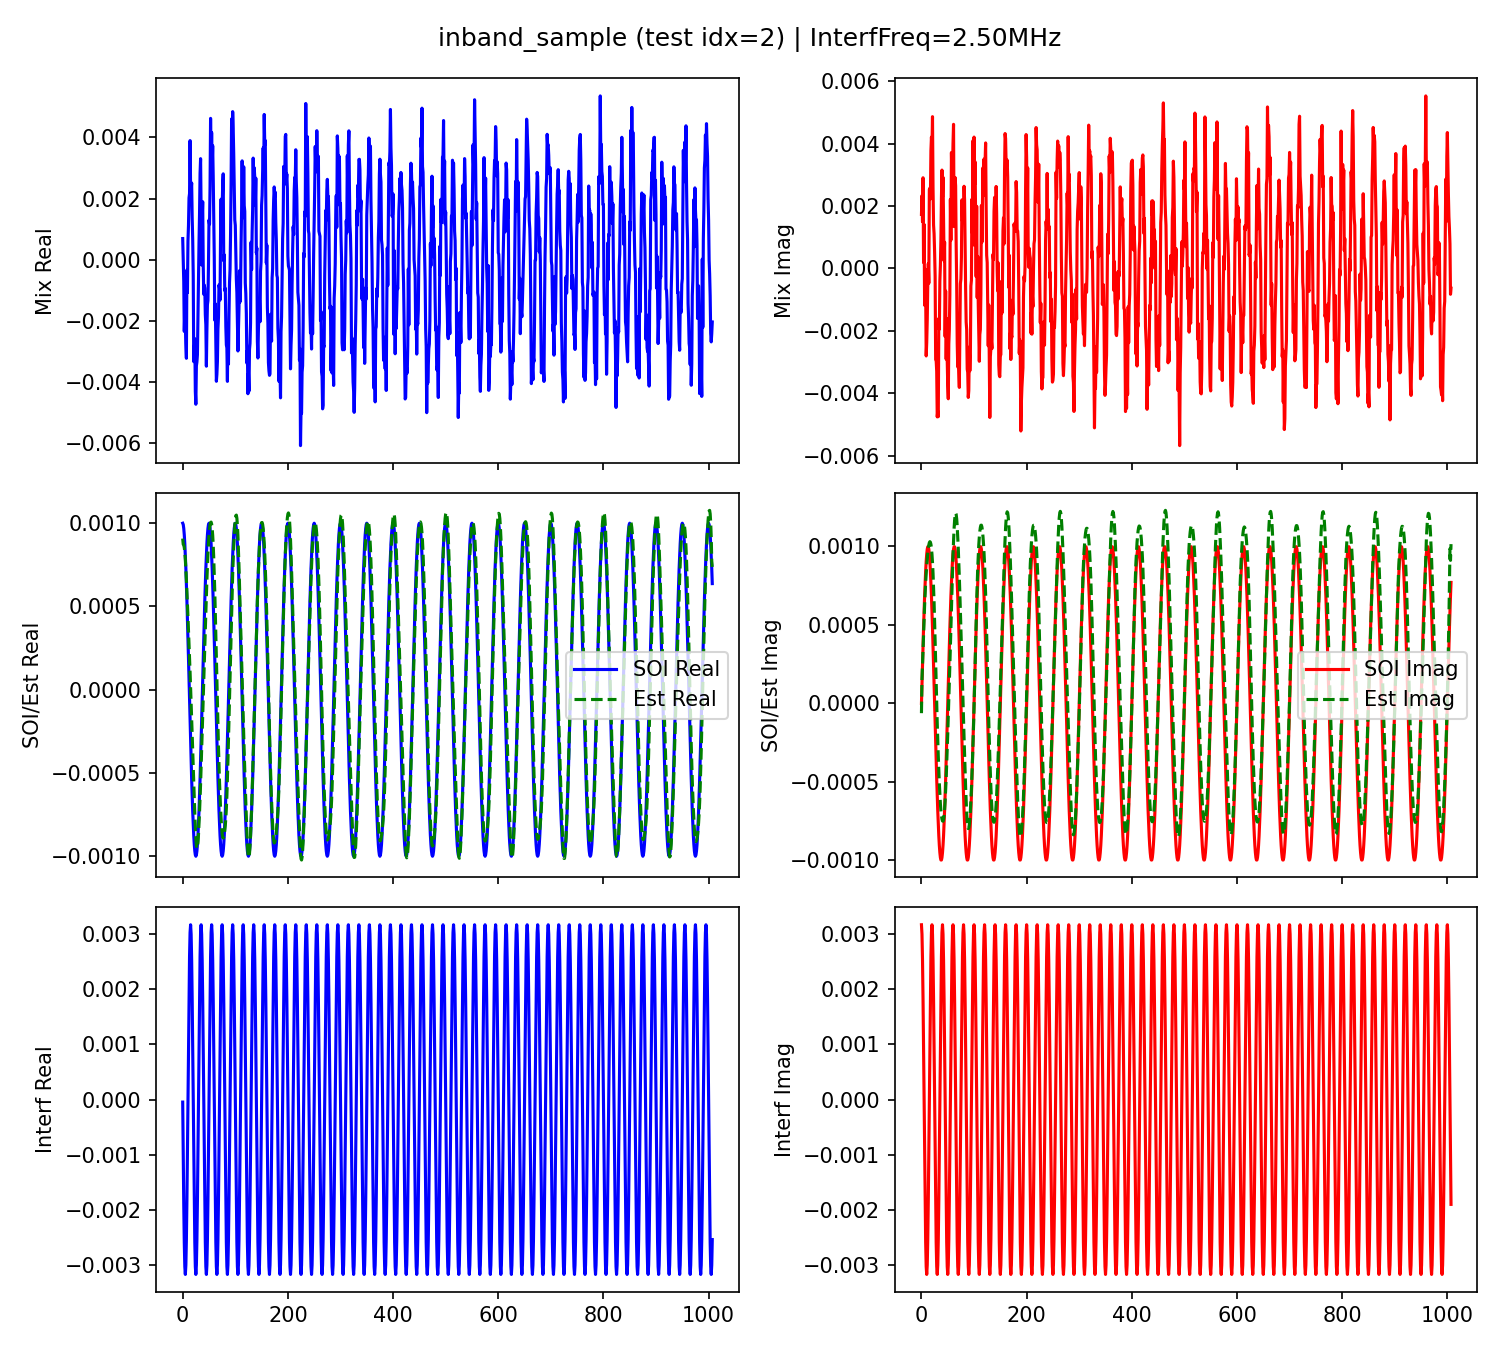 inband_sample (test idx=2) | InterfFreq=2.50MHz
Mix Real
0.004
0.002
0.000
−0.002
−0.004
−0.006
Mix Imag
0.006
0.004
0.002
0.000
−0.002
−0.004
−0.006
SOI/Est Real
0.0010
0.0005
0.0000
−0.0005
−0.0010
SOI Real
Est Real
SOI/Est Imag
0.0010
0.0005
0.0000
−0.0005
−0.0010
SOI Imag
Est Imag
Interf Real
0.003
0.002
0.001
0.000
−0.001
−0.002
−0.003
0 200 400 600 800 1000
Interf Imag
0.003
0.002
0.001
0.000
−0.001
−0.002
−0.003
0 200 400 600 800 1000